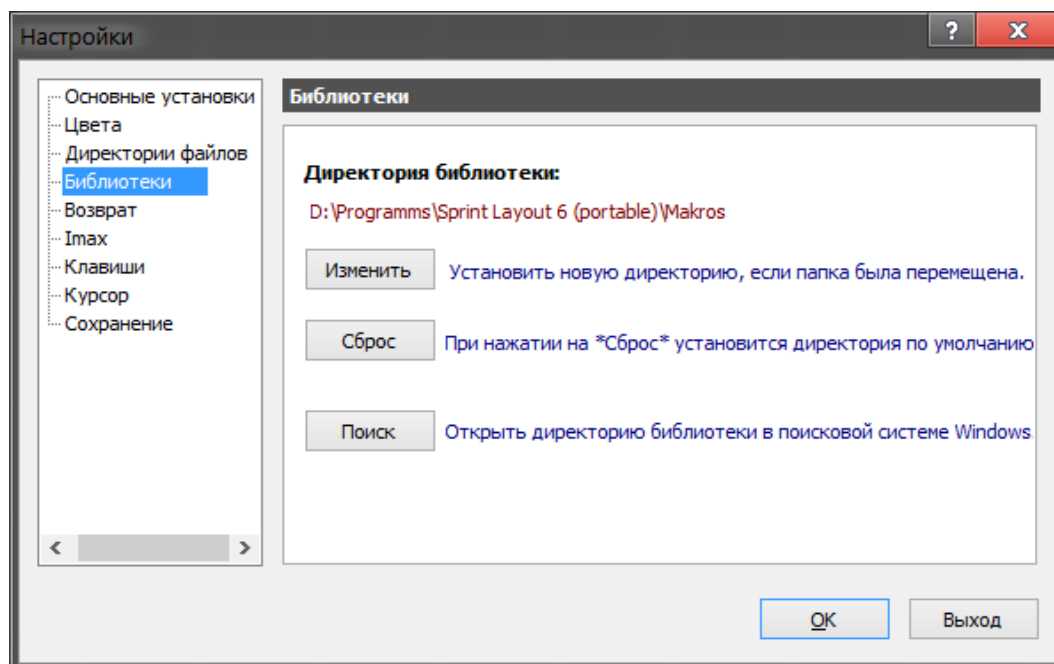 Настройки
?
X
Основные установки
Цвета
Директории файлов
Библиотеки
Возврат
Imax
Клавиши
Курсор
Сохранение
Библиотеки
Директория библиотеки:
D:\Programms\Sprint Layout 6 (portable)\Makros
Изменить Установить новую директорию, если папка была перемещена.
Сброс При нажатии на *Сброс* установится директория по умолчанию
Поиск Открыть директорию библиотеки в поисковой системе Windows
OK Выход